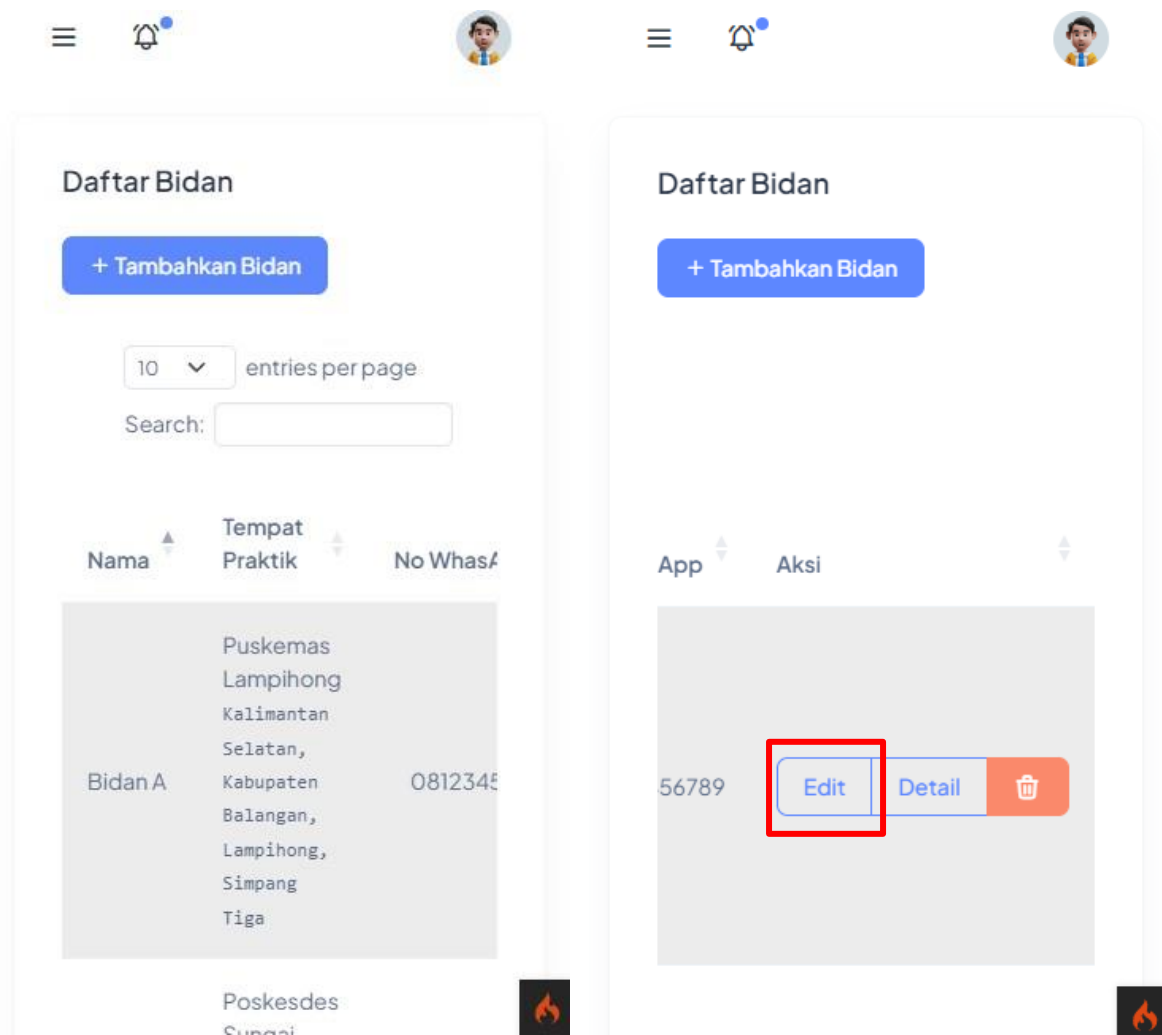 Daftar Bidan
+ Tambahkan Bidan
10 entries per page
Search:
Nama
Tempat
Praktik
No WhasA
Bidan A
Puskemas
Lampihong
Kalimantan
Selatan,
Kabupaten
Balangan,
Lampihong,
Simpang
Tiga
0812345
Poskesdes
Sungai
Daftar Bidan
+ Tambahkan Bidan
App Aksi
56789 Edit Detail